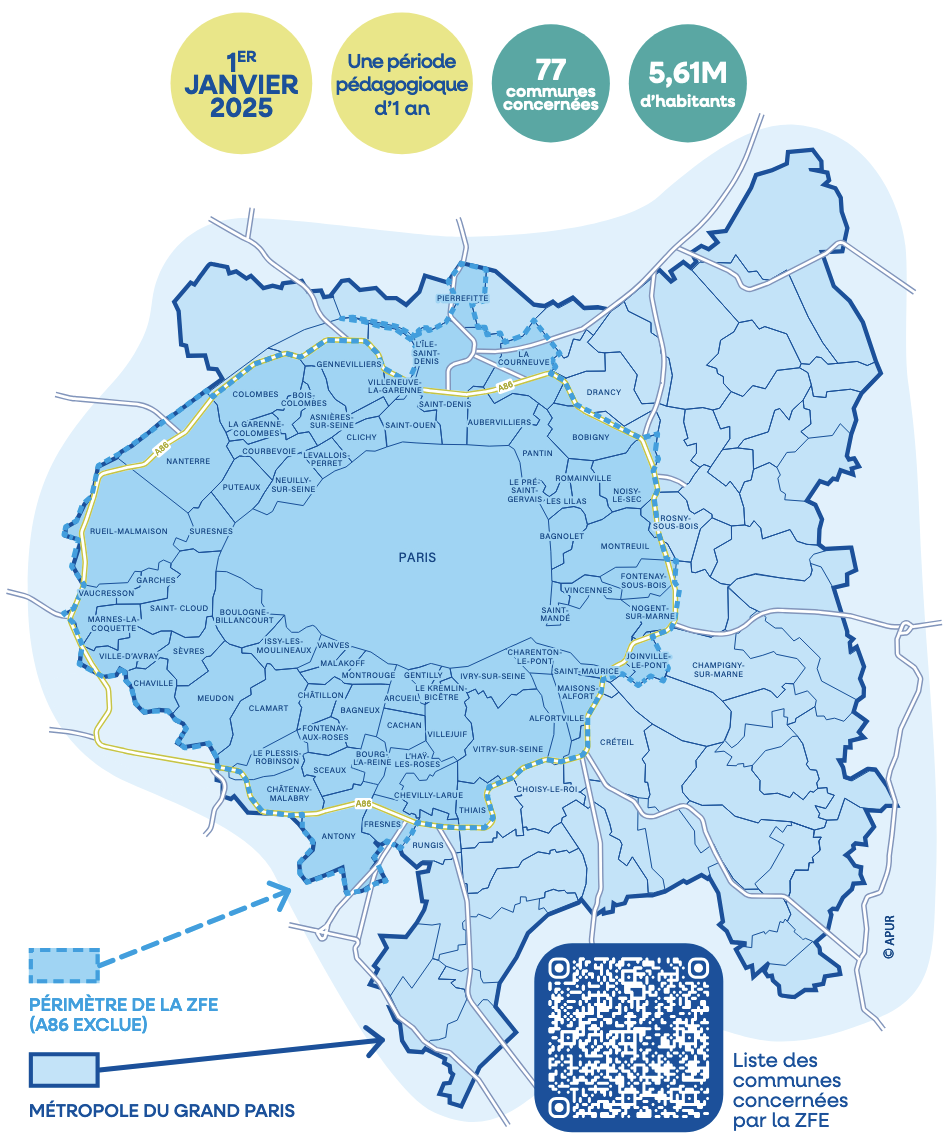 1ER
JANVIER
2025
Une période
pédagogioque
d'1 an
77
communes
concernées
5,61M
d'habitants
PIERREFITTE
L'ÎLE-
SAINT-
DENIS
LA
COURNEUVE
GENNEVILLIERS
VILLENEUVE-
LA-GARENNE
A86
DRANCY
COLOMBES
BOIS-
COLOMBES
SAINT-DENIS
ASNIÈRES-
SUR-SEINE
SAINT-OUEN
AUBERVILLIERS
LA GARENNE-
COLOMBES
CLICHY
BOBIGNY
A86
COURBEVOIE
LEVALLOIS-
PERRET
PANTIN
NANTERRE
PUTEAUX
NEUILLY-
SUR-SEINE
LE PRÉ-
SAINT-
GERVAIS
ROMAINVILLE
LES LILAS
NOISY-
LE-SEC
ROSNY-
SOUS-BOIS
RUEIL-MALMAISON
SURESNES
BAGNOLET
MONTREUIL
PARIS
GARCHES
VAUCRESSON
FONTENAY-
SOUS-BOIS
VINCENNES
SAINT- CLOUD
MARNES-LA-
COQUETTE
BOULOGNE-
BILLANCOURT
SAINT-
MANDÉ
NOGENT-
SUR-MARNE
VILLE-D'AVRAY
SÈVRES
ISSY-LES-
MOULINEAUX
VANVES
MALAKOFF
MONTROUGE
GENTILLY
CHARENTON-
LE-PONT
JOINVILLE-
LE-PONT
CHAMPIGNY-
SUR-MARNE
CHAVILLE
IVRY-SUR-SEINE
SAINT-MAURICE
MEUDON
CHÂTILLON
ARCUEIL
LE KREMLIN-
BICÊTRE
MAISONS-
ALFORT
CLAMART
BAGNEUX
CACHAN
VILLEJUIF
ALFORTVILLE
FONTENAY-
AUX-ROSES
CRÉTEIL
LE PLESSIS-
ROBINSON
BOURG-
LA-REINE
L'HAŸ-
LES-ROSES
VITRY-SUR-SEINE
SCEAUX
CHÂTENAY-
MALABRY
CHEVILLY-LARUE
CHOISY-LE-ROI
A86
THIAIS
FRESNES
ANTONY
RUNGIS
© APUR
PÉRIMÈTRE DE LA ZFE
(A86 EXCLUE)
MÉTROPOLE DU GRAND PARIS
Liste des
communes
concernées
par la ZFE